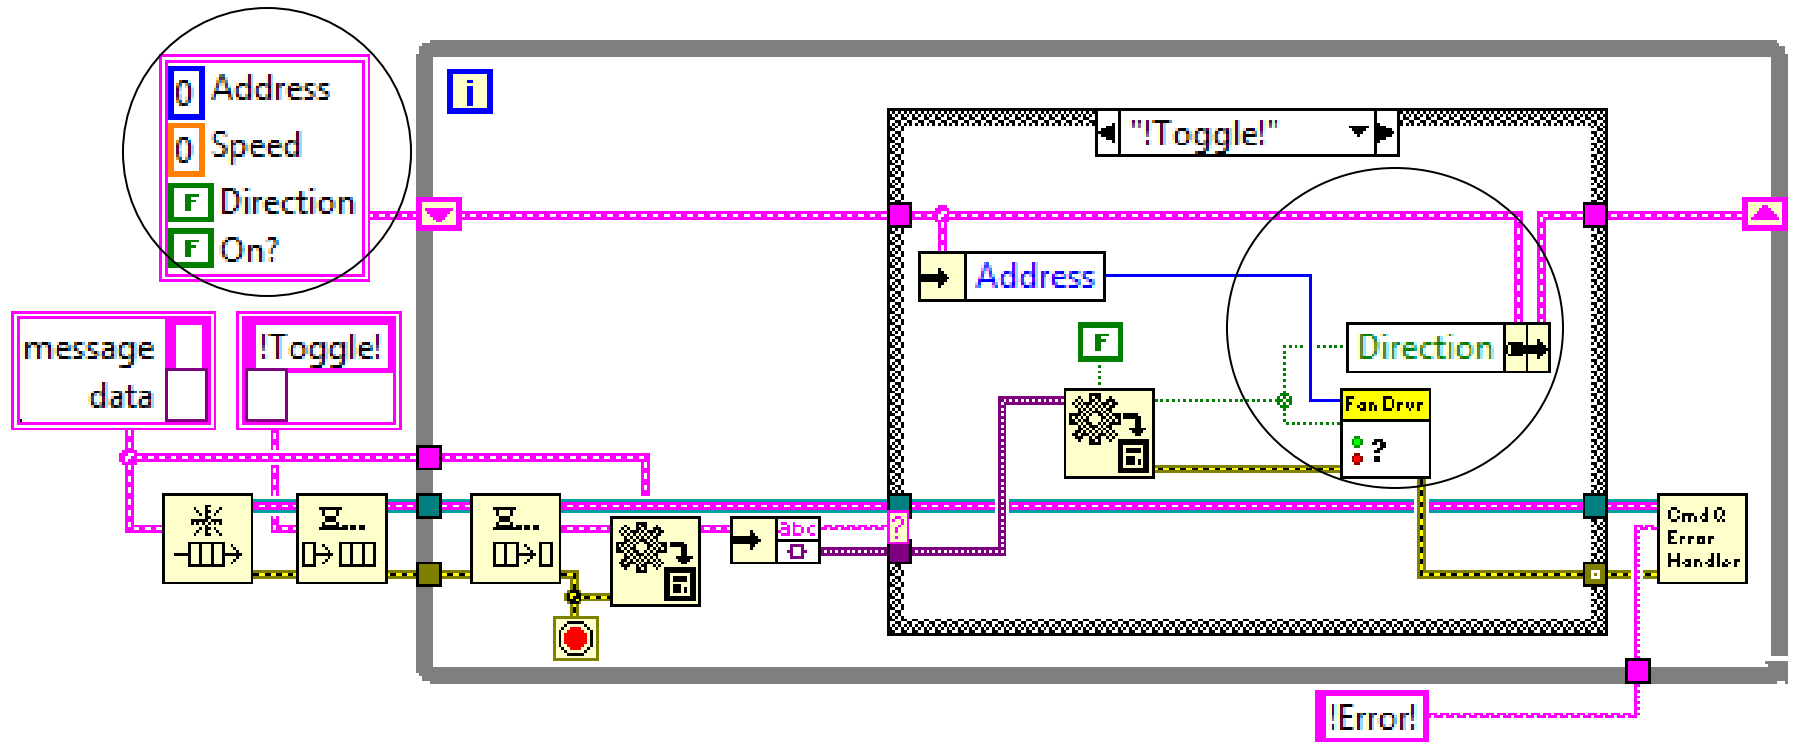 0 Address
0 Speed
F Direction
F On?
i
"!Toggle!"
Address
message
data
!Toggle!
F
Direction
Fan Drvr
?
abc
?
Cmd Q
Error
Handler
!Error!